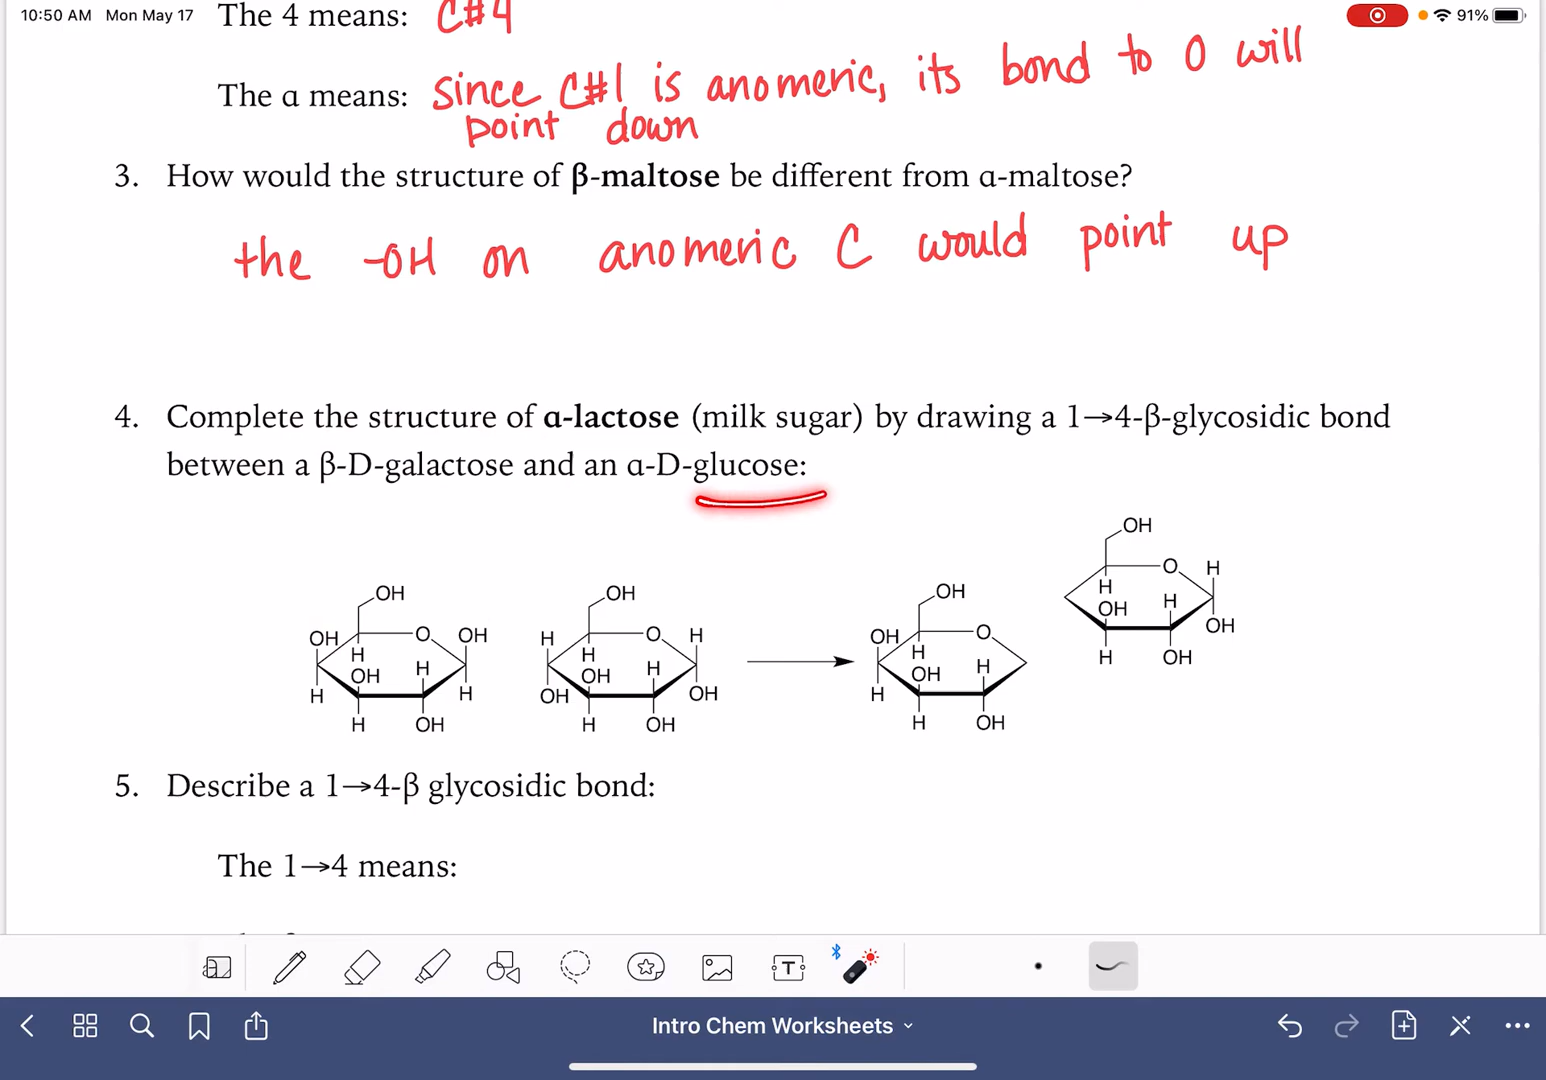 10:50 AM Mon May 17
91%
The 4 means: C#4
The α means: since C#1 is anomeric, its bond to O will
point down
3. How would the structure of β-maltose be different from α-maltose?
the -OH on anomeric C would point up
4. Complete the structure of α-lactose (milk sugar) by drawing a 1→4-β-glycosidic bond
between a β-D-galactose and an α-D-glucose:
OH
OH O OH
H
OH H
H H
H OH
OH
H O H
H
OH H
OH OH
H OH
OH
OH O
H
OH H
H
H OH
OH
O H
H
OH H
OH
H OH
5. Describe a 1→4-β glycosidic bond:
The 1→4 means:
a
T
Intro Chem Worksheets